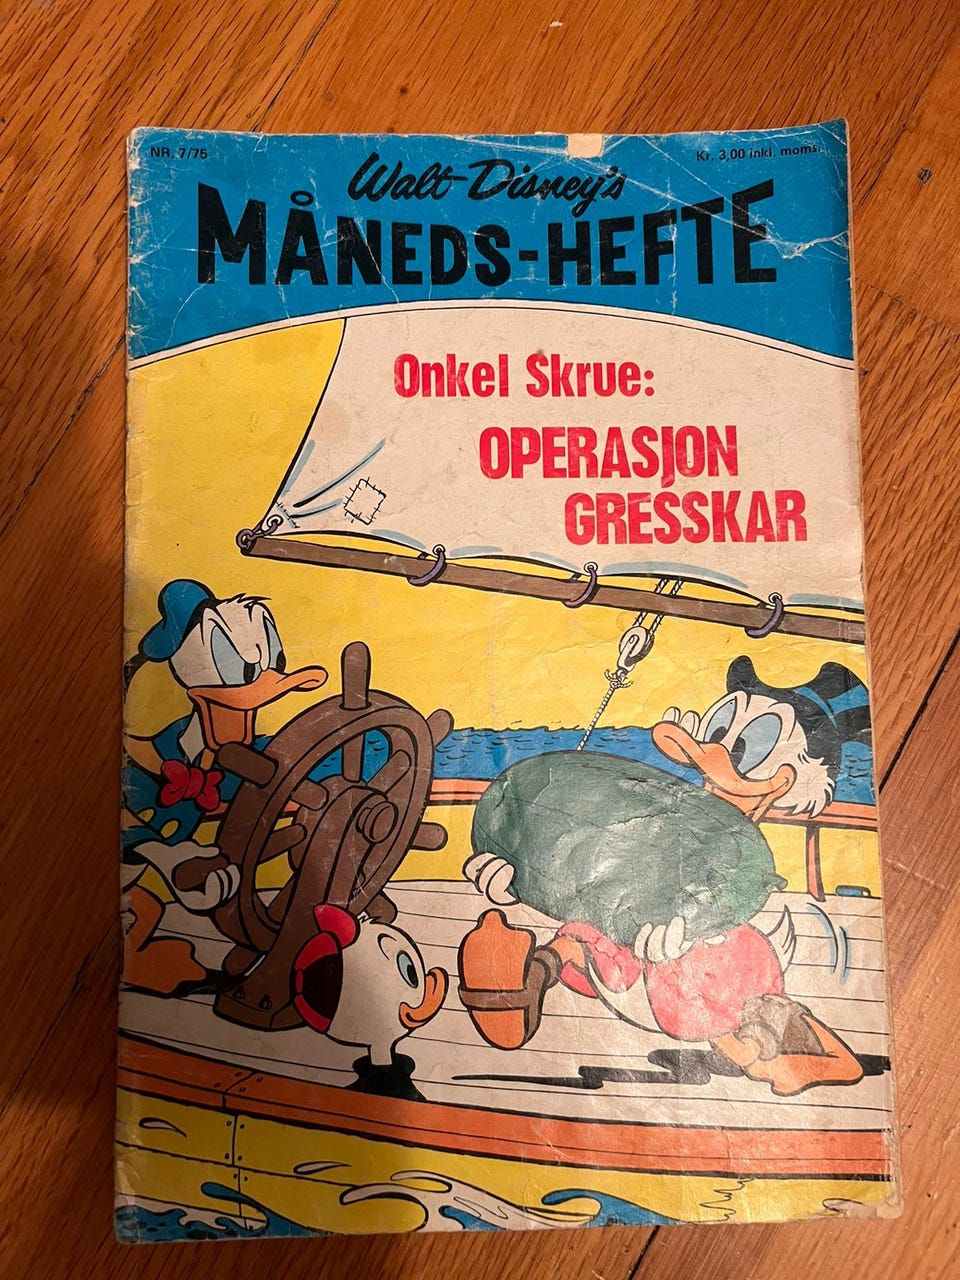 NR. 7/75
Kr. 3,00 inkl. moms.
Walt Disney's
MÅNEDS-HEFTE
Onkel Skrue:
OPERASJON
GRESSKAR